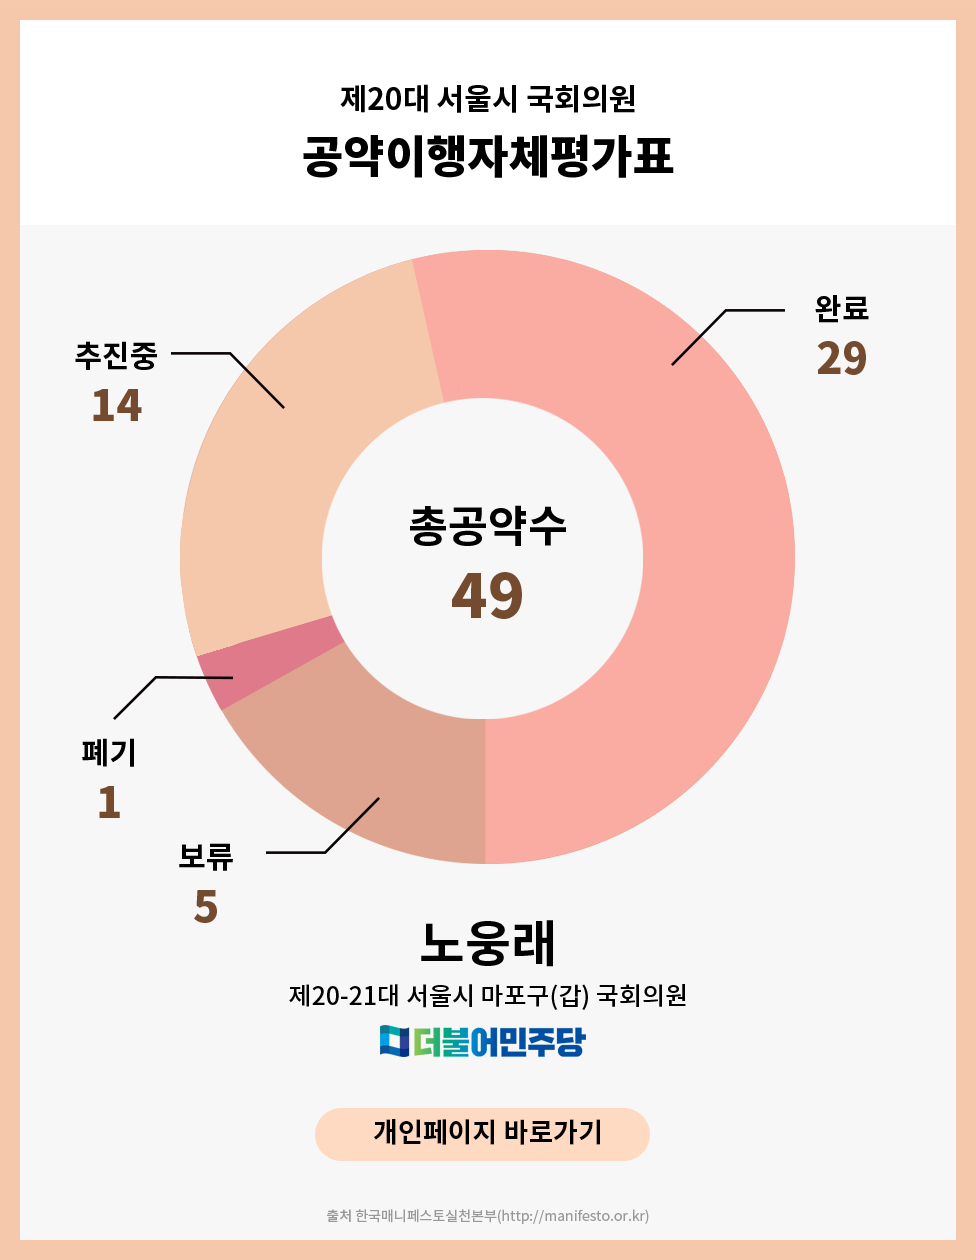 제20대 서울시 국회의원
공약이행자체평가표
완료
29
추진중
14
총공약수
49
폐기
1
보류
5
노웅래
제20-21대 서울시 마포구(갑) 국회의원
더불어민주당
개인페이지 바로가기
출처 한국매니페스토실천본부(http://manifesto.or.kr)